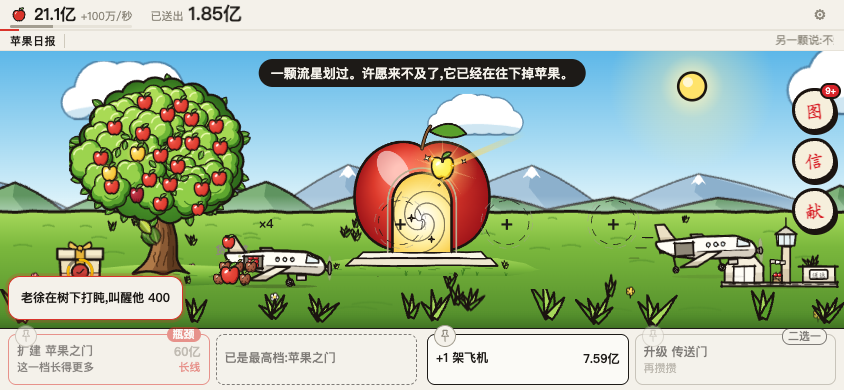 21.1亿 +100万/秒 已送出 1.85亿
苹果日报 另一颗说:不
一颗流星划过。许愿来不及了,它已经在往下掉苹果。
9+
图
信
献
×4
老徐在树下打盹,叫醒他 400
瓶颈
扩建 苹果之门 60亿
这一档长得更多 长线
已是最高档:苹果之门
+1 架飞机 7.59亿
二选一
升级 传送门
再攒攒